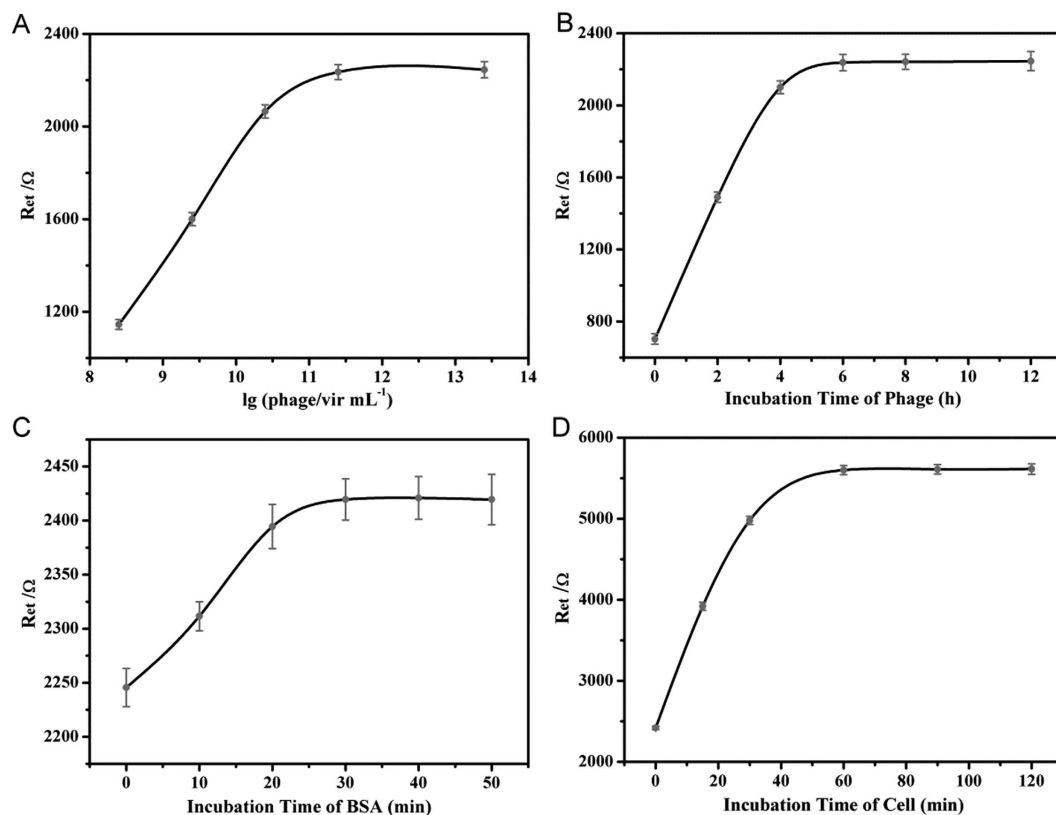 A
2400
2000
1600
1200
Ret /Ω
8 9 10 11 12 13 14
lg (phage/vir mL⁻¹)
B
2400
2000
1600
1200
800
Ret /Ω
0 2 4 6 8 10 12
Incubation Time of Phage (h)
C
2450
2400
2350
2300
2250
2200
Ret /Ω
0 10 20 30 40 50
Incubation Time of BSA (min)
D
6000
5000
4000
3000
2000
Ret /Ω
0 20 40 60 80 100 120
Incubation Time of Cell (min)